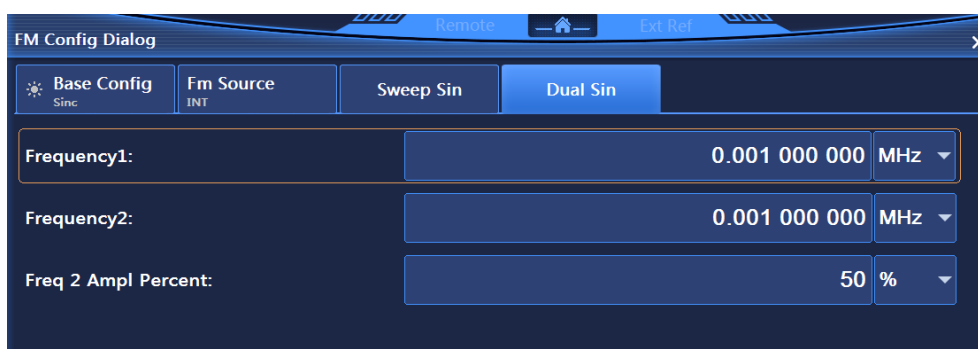 Remote Ext Ref
FM Config Dialog
Base Config Fm Source Sweep Sin Dual Sin
Sinc INT
Frequency1: 0.001 000 000 MHz
Frequency2: 0.001 000 000 MHz
Freq 2 Ampl Percent: 50 %